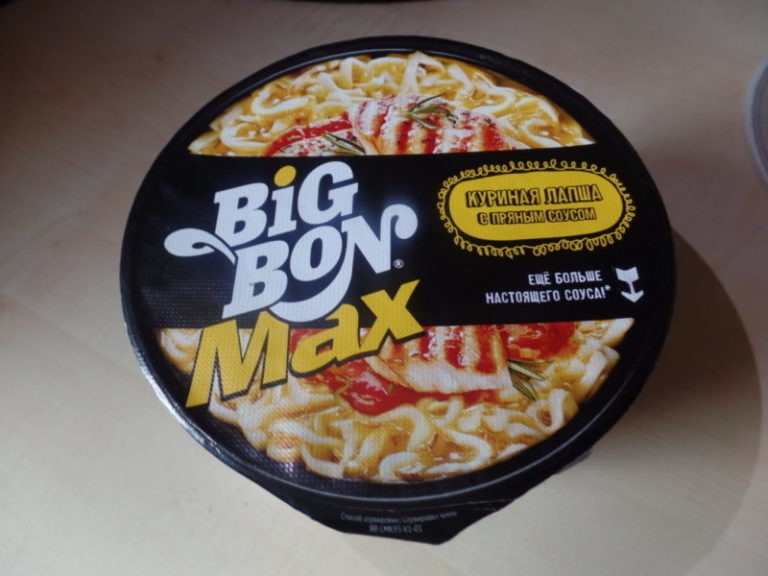 BiG
BON®
Max
КУРИНАЯ ЛАПША
С ПРЯНЫМ СОУСОМ
ЕЩЁ БОЛЬШЕ
НАСТОЯЩЕГО СОУСА!*